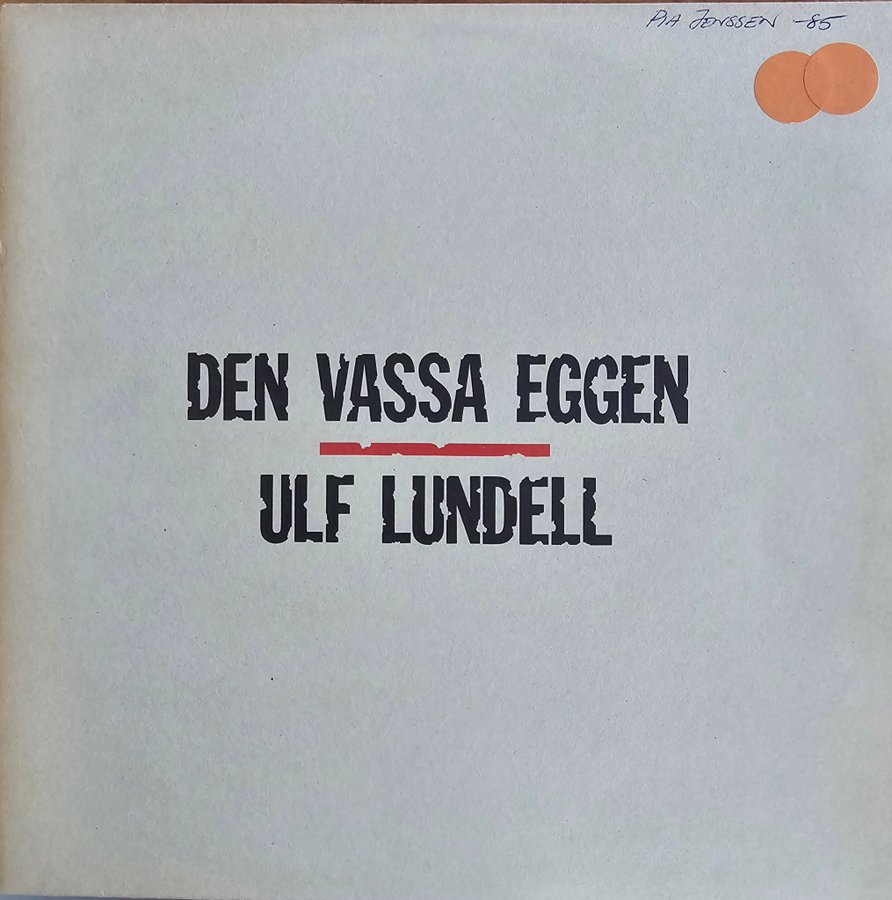 PIA JENSSEN -85
DEN VASSA EGGEN
ULF LUNDELL